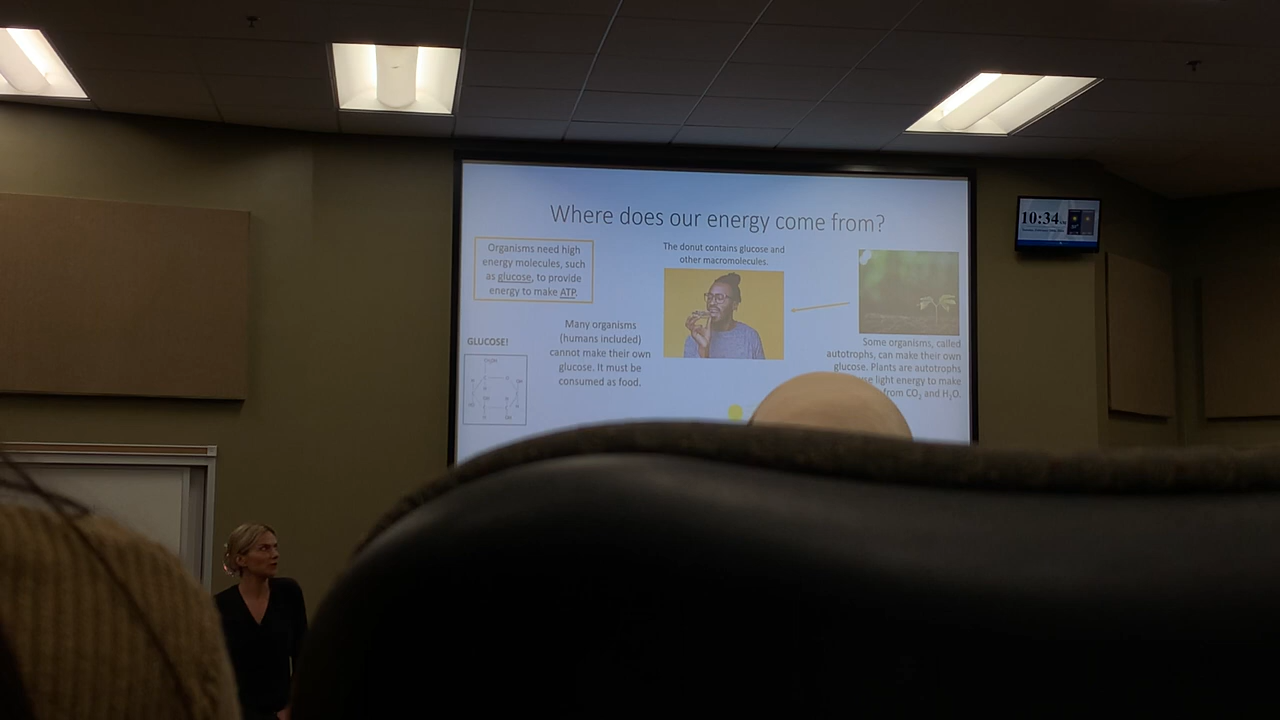 Where does our energy come from?
Organisms need high
energy molecules, such
as glucose, to provide
energy to make ATP.
The donut contains glucose and
other macromolecules.
GLUCOSE!
Many organisms
(humans included)
cannot make their own
glucose. It must be
consumed as food.
Some organisms, called
autotrophs, can make their own
glucose. Plants are autotrophs
light energy to make
from CO₂ and H₂O.
10:34